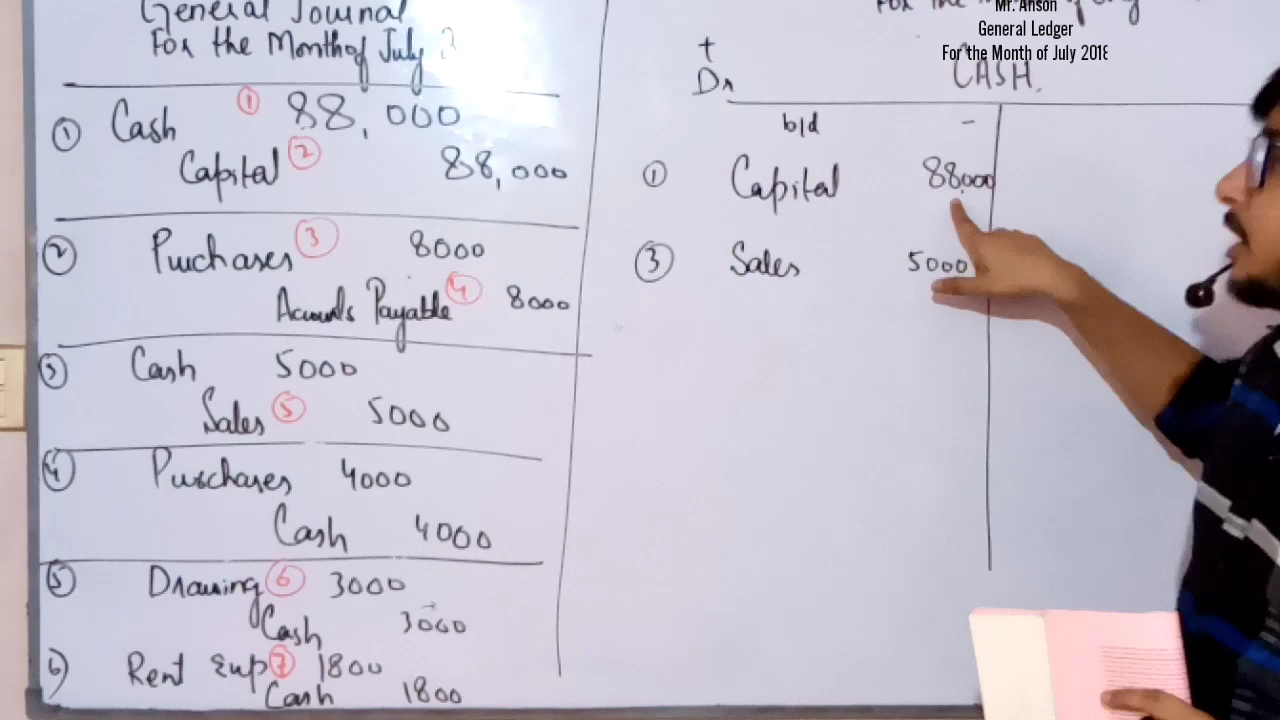 General Journal
For the Month of July ?
① Cash ① 88,000
Capital ② 88,000
② Purchases ③ 8000
Accounts Payable ④ 8000
③ Cash 5000
Sales ⑤ 5000
④ Purchases 4000
Cash 4000
⑤ Drawing ⑥ 3000
Cash 3000
6) Rent Exp ⑦ 1800
Cash 1800
For the
Mr. Ahson
General Ledger
For the Month of July 2018
+
Dr CASH.
b/d -
① Capital 88000
③ Sales 5000